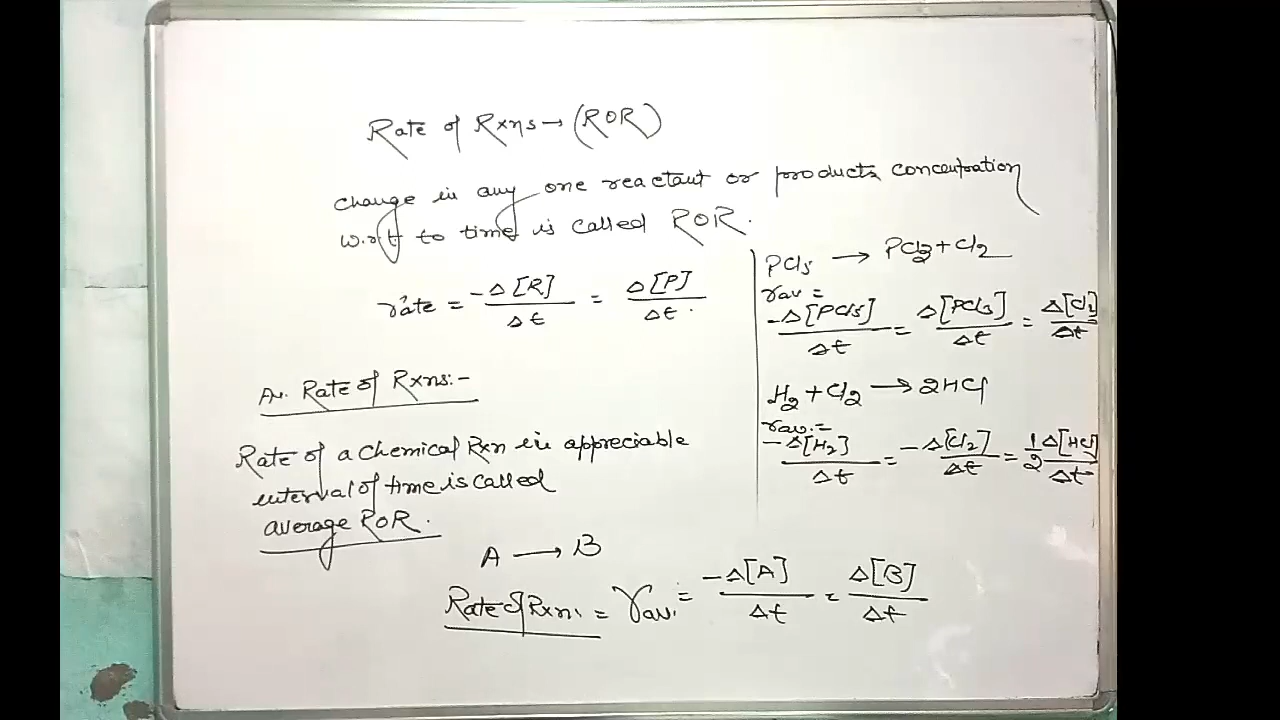 Rate of Rxns → (ROR)
change in any one reactant or products concentration
w.r.t to time is called ROR.
rate = -Δ[R]/Δt = Δ[P]/Δt.
Av. Rate of Rxns:-
Rate of a chemical Rxn in appreciable
interval of time is called
average ROR.
A → B
Rate of Rxn. = rav. = -Δ[A]/Δt = Δ[B]/Δt
PCl5 → PCl3 + Cl2
rav =
-Δ[PCl5]/Δt = Δ[PCl3]/Δt = Δ[Cl2]/Δt
H2 + Cl2 → 2HCl
rav. =
-Δ[H2]/Δt = -Δ[Cl2]/Δt = 1/2 Δ[HCl]/Δt